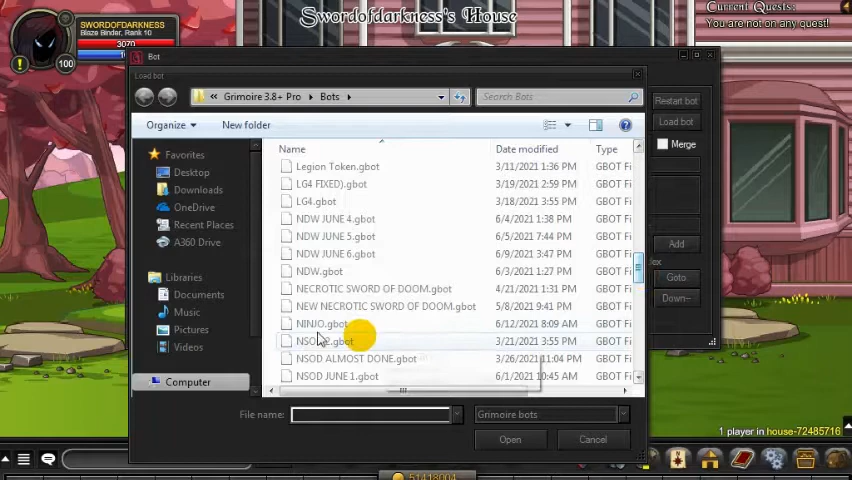 Swordofdarkness's House
Current Quests:
You are not on any quest!
SWORDOFDARKNESS
Blaze Binder, Rank 10
3070
100
Bot
Load bot
« Grimoire 3.8+ Pro ▸ Bots ▸
Search Bots
Organize
New folder
Restart bot
Load bot
Merge
Add
Goto
Down~
Favorites
Desktop
Downloads
OneDrive
Recent Places
A360 Drive
Libraries
Documents
Music
Pictures
Videos
Computer
Name Date modified Type
Legion Token.gbot 3/11/2021 1:36 PM GBOT Fi
LG4 FIXED).gbot 3/19/2021 2:59 PM GBOT Fi
LG4.gbot 3/18/2021 3:55 PM GBOT Fi
NDW JUNE 4.gbot 6/4/2021 1:38 PM GBOT Fi
NDW JUNE 5.gbot 6/5/2021 7:44 PM GBOT Fi
NDW JUNE 6.gbot 6/9/2021 3:47 PM GBOT Fi
NDW.gbot 6/3/2021 1:27 PM GBOT Fi
NECROTIC SWORD OF DOOM.gbot 4/21/2021 1:31 PM GBOT Fi
NEW NECROTIC SWORD OF DOOM.gbot 5/8/2021 9:41 PM GBOT Fi
NINJO.gbot 6/12/2021 8:09 AM GBOT Fi
2.gbot 3/21/2021 3:55 PM GBOT Fi
NSOD ALMOST DONE.gbot 3/26/2021 11:04 PM GBOT Fi
NSOD JUNE 1.gbot 6/1/2021 10:45 AM GBOT Fi
File name:
Grimoire bots
Open
Cancel
1 player in house-72485716
51418004